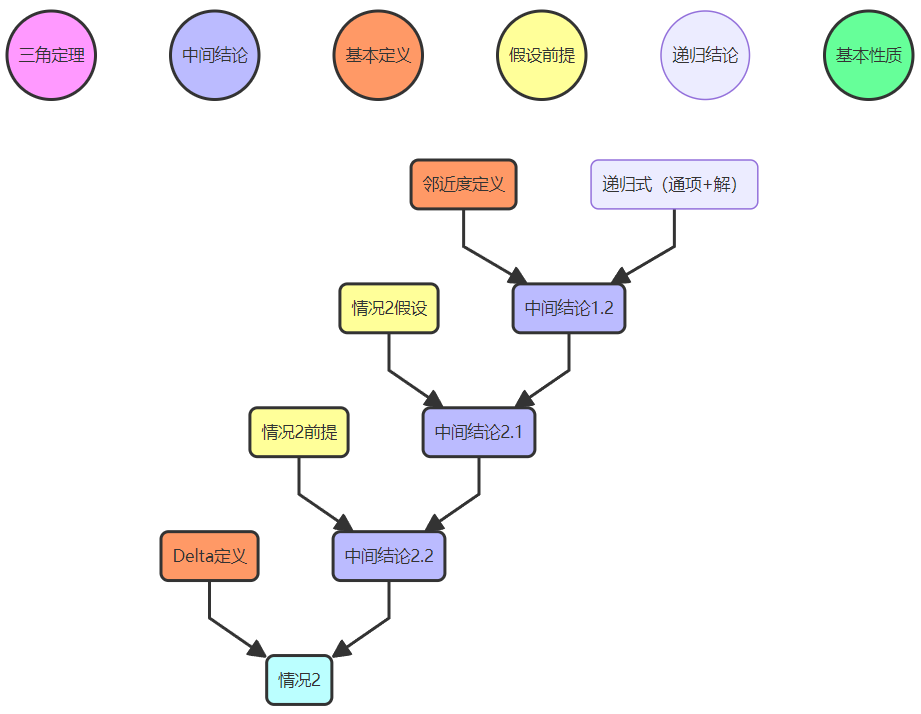 三角定理
中间结论
基本定义
假设前提
递归结论
基本性质
邻近度定义
递归式（通项+解）
情况2假设
中间结论1.2
情况2前提
中间结论2.1
Delta定义
中间结论2.2
情况2